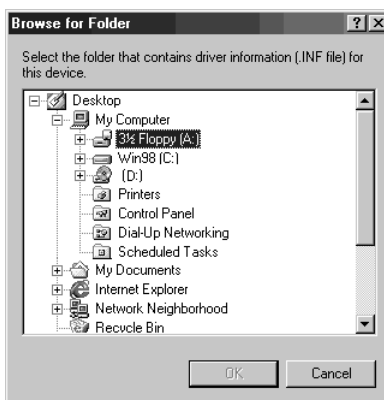 Browse for Folder
Select the folder that contains driver information (.INF file) for
this device.
Desktop
My Computer
3½ Floppy (A:)
Win98 (C:)
(D:)
Printers
Control Panel
Dial-Up Networking
Scheduled Tasks
My Documents
Internet Explorer
Network Neighborhood
Recycle Bin
OK Cancel